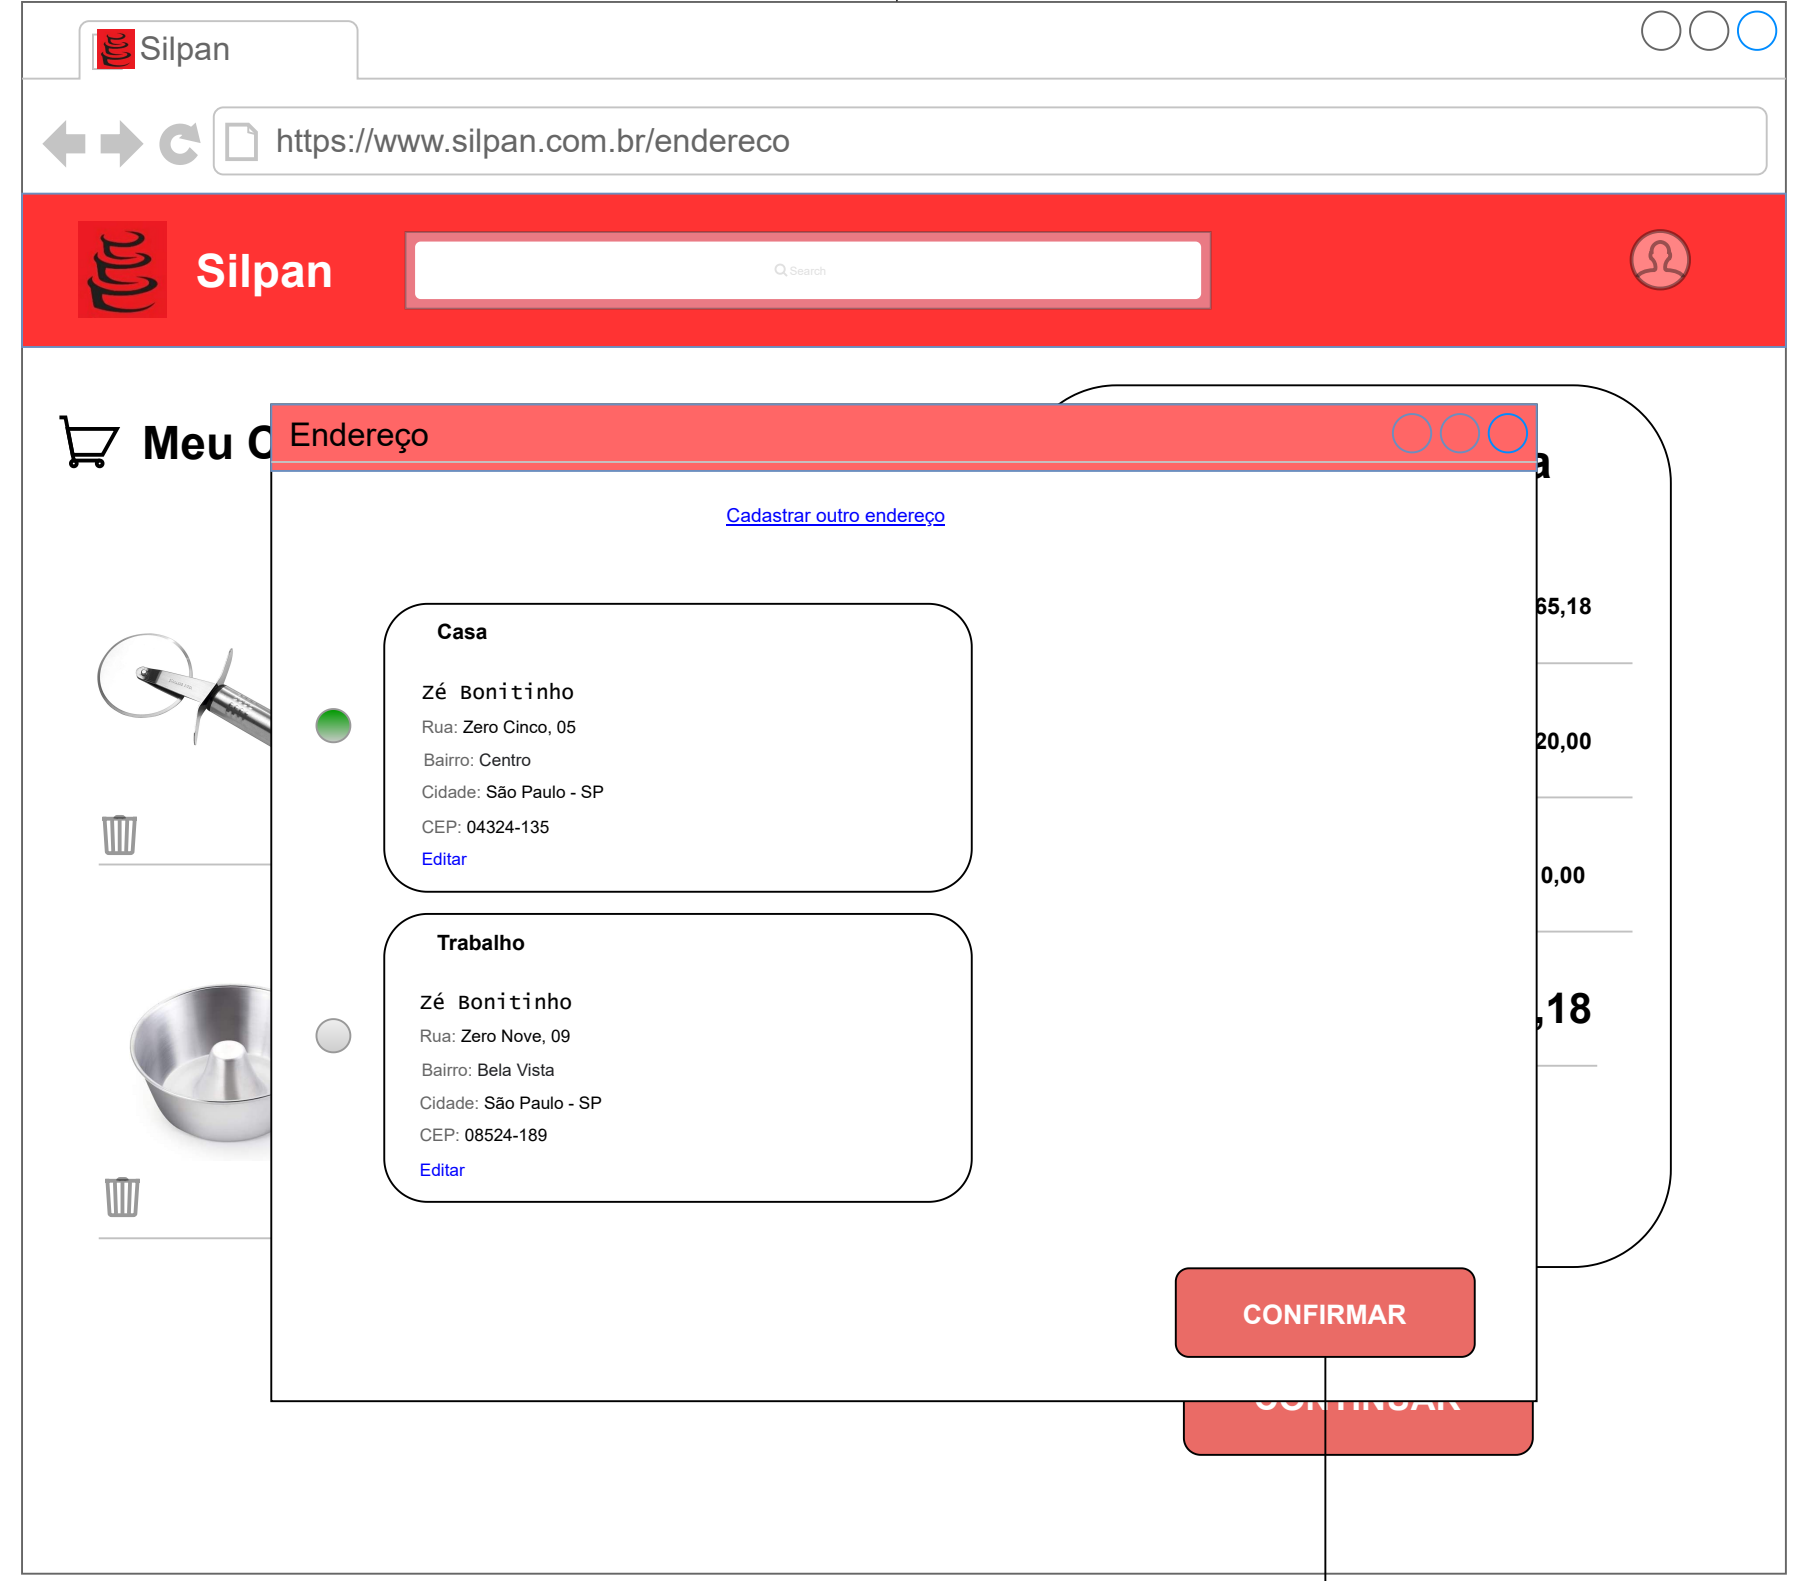 Silpan
https://www.silpan.com.br/endereco
Silpan
Search
Meu
Endereço
a
Cadastrar outro endereço
65,18
Casa
Zé Bonitinho
Rua: Zero Cinco, 05
Bairro: Centro
Cidade: São Paulo - SP
CEP: 04324-135
Editar
20,00
0,00
Trabalho
Zé Bonitinho
Rua: Zero Nove, 09
Bairro: Bela Vista
Cidade: São Paulo - SP
CEP: 08524-189
Editar
,18
CONFIRMAR
CONTINUAR